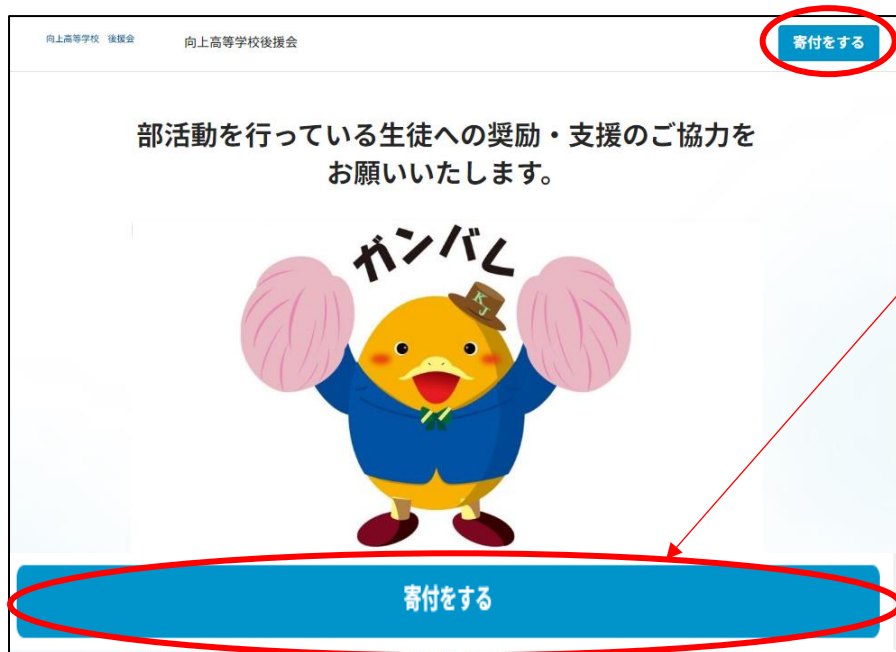 向上高等学校 後援会
向上高等学校後援会
寄付をする
部活動を行っている生徒への奨励・支援のご協力を
お願いいたします。
ガンバレ
KJ
寄付をする